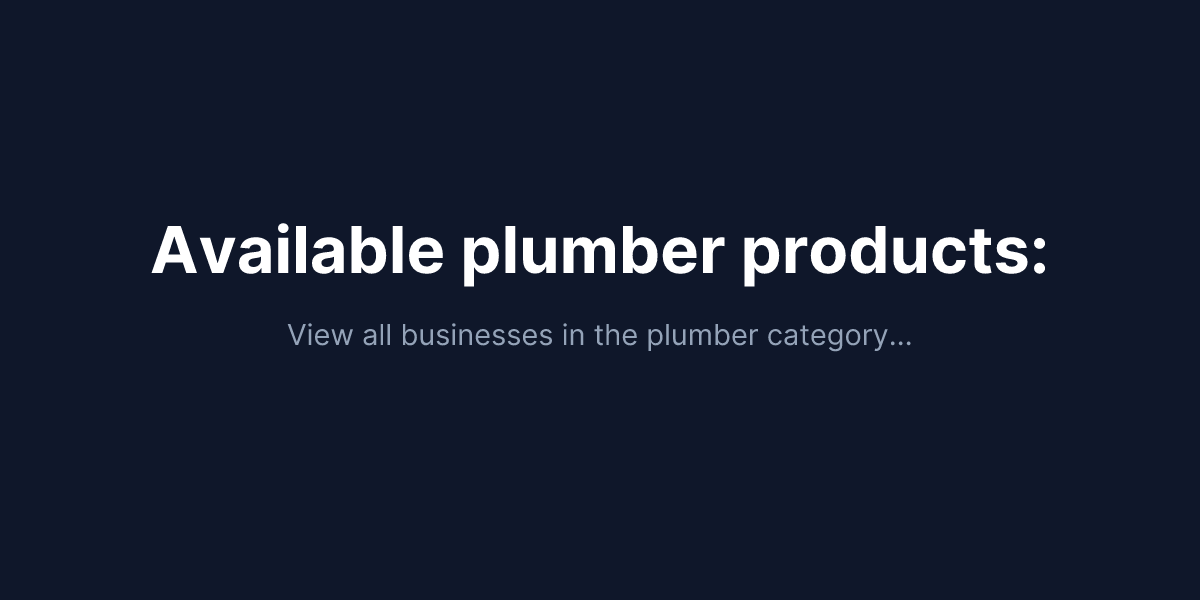 Available plumber products:
View all businesses in the plumber category...